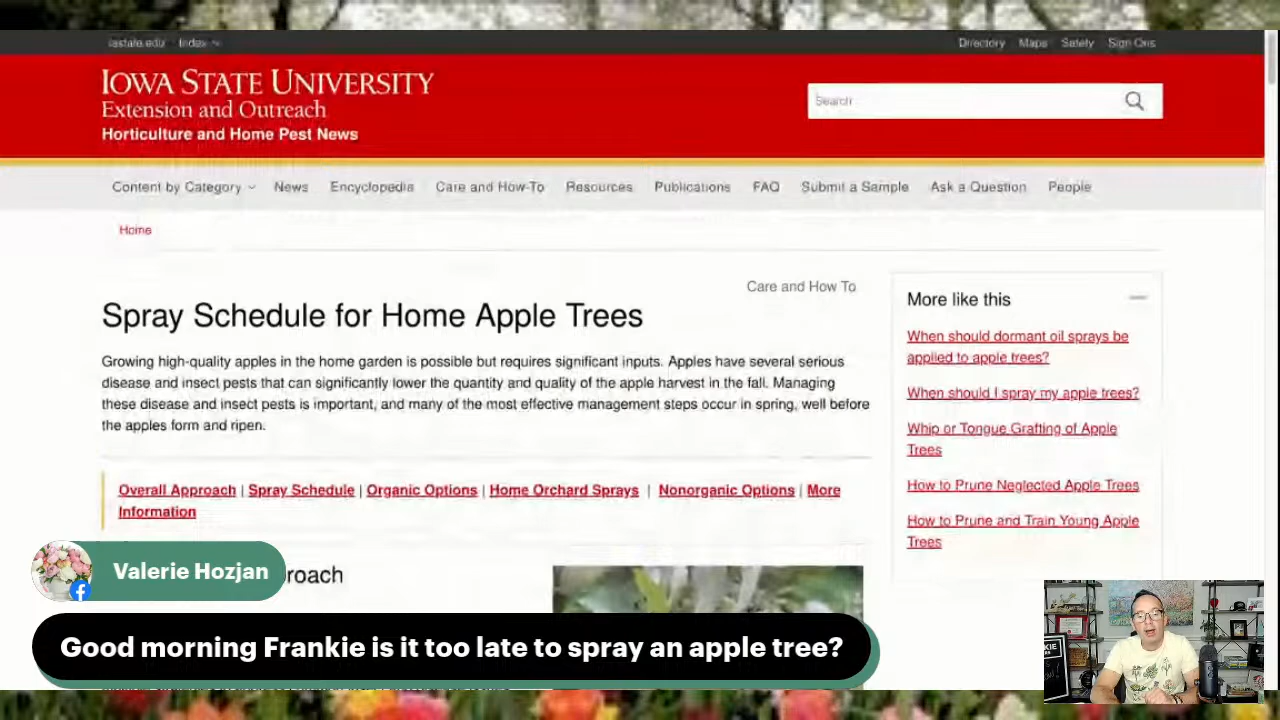 iastate.edu Index
Directory Maps Safety Sign Ons
IOWA STATE UNIVERSITY
Extension and Outreach
Horticulture and Home Pest News
Search
Content by Category News Encyclopedia Care and How-To Resources Publications FAQ Submit a Sample Ask a Question People
Home
Care and How To
Spray Schedule for Home Apple Trees
Growing high-quality apples in the home garden is possible but requires significant inputs. Apples have several serious
disease and insect pests that can significantly lower the quantity and quality of the apple harvest in the fall. Managing
these disease and insect pests is important, and many of the most effective management steps occur in spring, well before
the apples form and ripen.
Overall Approach | Spray Schedule | Organic Options | Home Orchard Sprays | Nonorganic Options | More
Information
More like this
When should dormant oil sprays be
applied to apple trees?
When should I spray my apple trees?
Whip or Tongue Grafting of Apple
Trees
How to Prune Neglected Apple Trees
How to Prune and Train Young Apple
Trees
roach
Valerie Hozjan
Good morning Frankie is it too late to spray an apple tree?